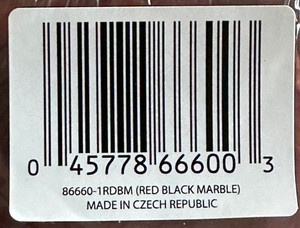 0 45778 66600 3
86660-1RDBM (RED BLACK MARBLE)
MADE IN CZECH REPUBLIC